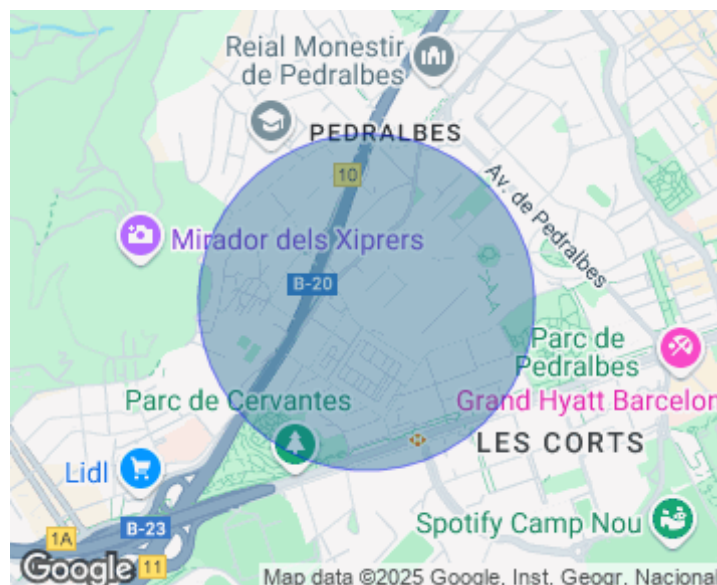 Reial Monestir
de Pedralbes
PEDRALBES
10
Av. de Pedralbes
Mirador dels Xiprers
B-20
Parc de
Pedralbes
Parc de Cervantes
Grand Hyatt Barcelon
LES CORTS
Lidl
B-23
1A
Spotify Camp Nou
11
Google
Map data ©2025 Google, Inst. Geogr. Nacional